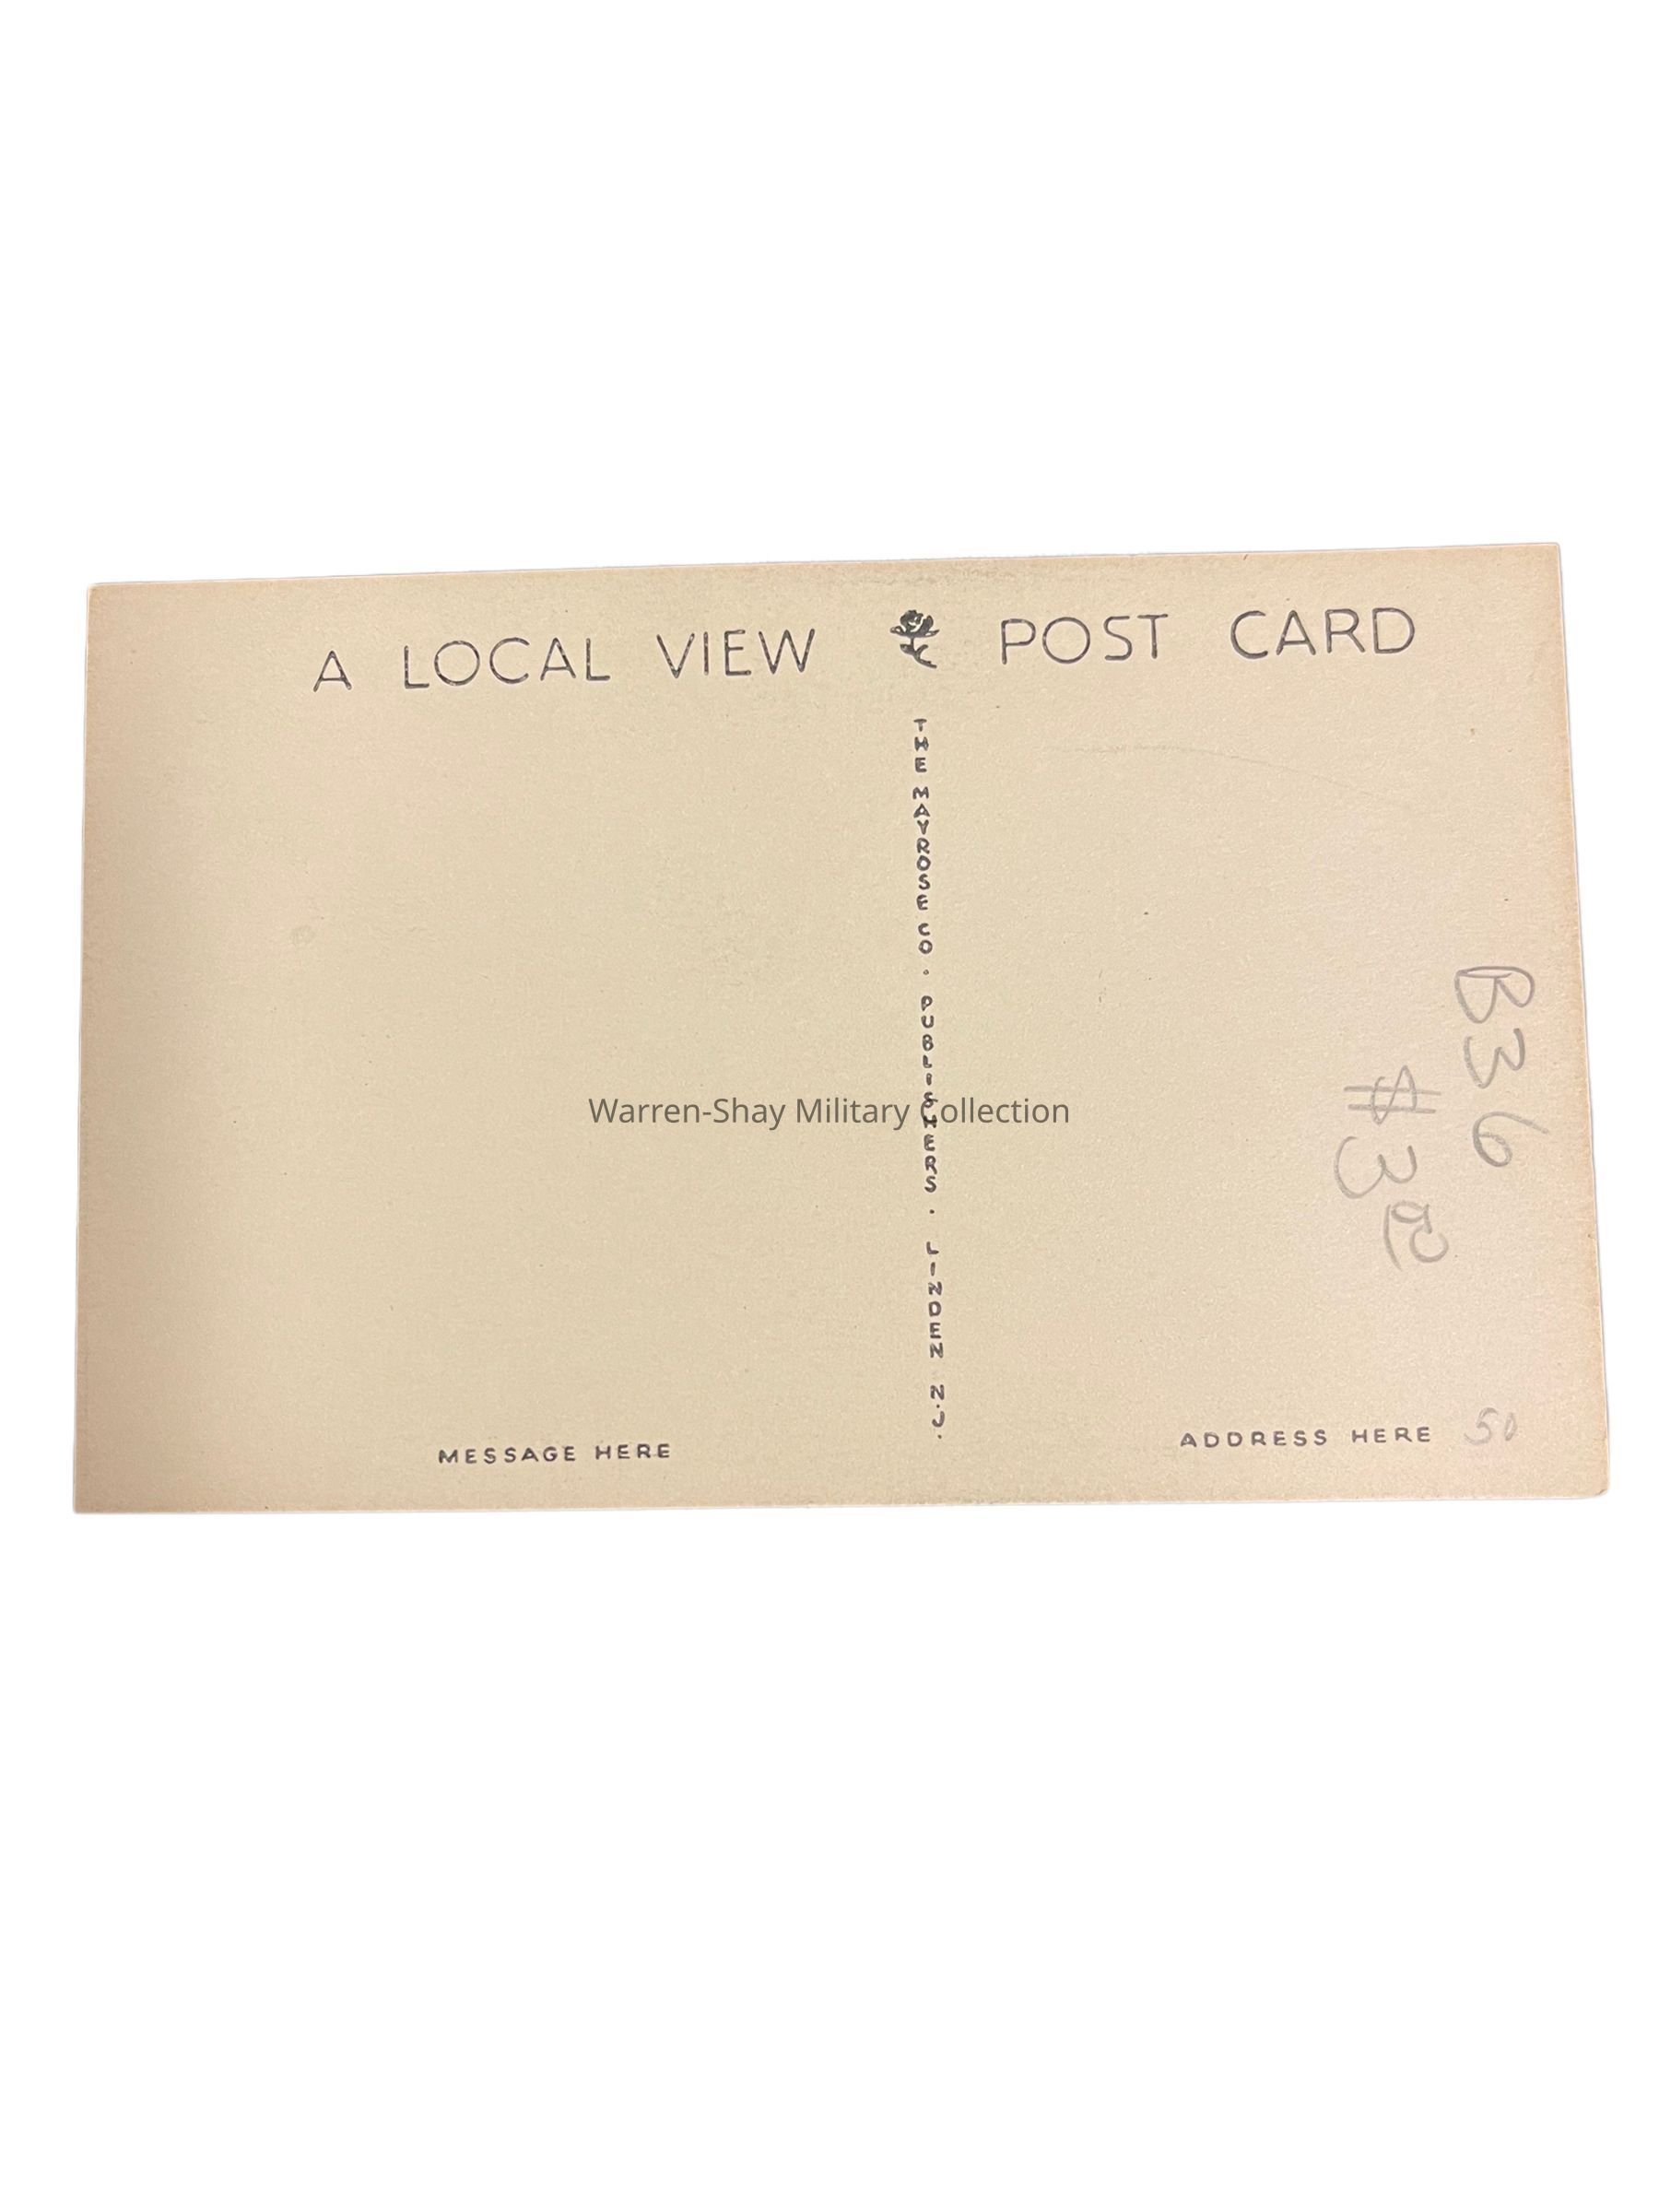 A LOCAL VIEW POST CARD
THE MAYROSE CO. PUBLISHERS. LINDEN N.J.
B36
$3
Warren-Shay Military Collection
MESSAGE HERE
ADDRESS HERE 50